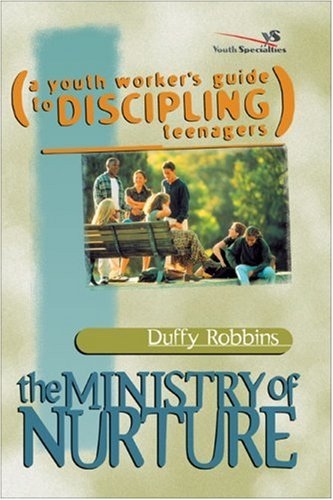 YS
Youth Specialties
(a youth worker's guide
to DISCIPLING
teenagers)
Duffy Robbins
the MINISTRY of
NURTURE